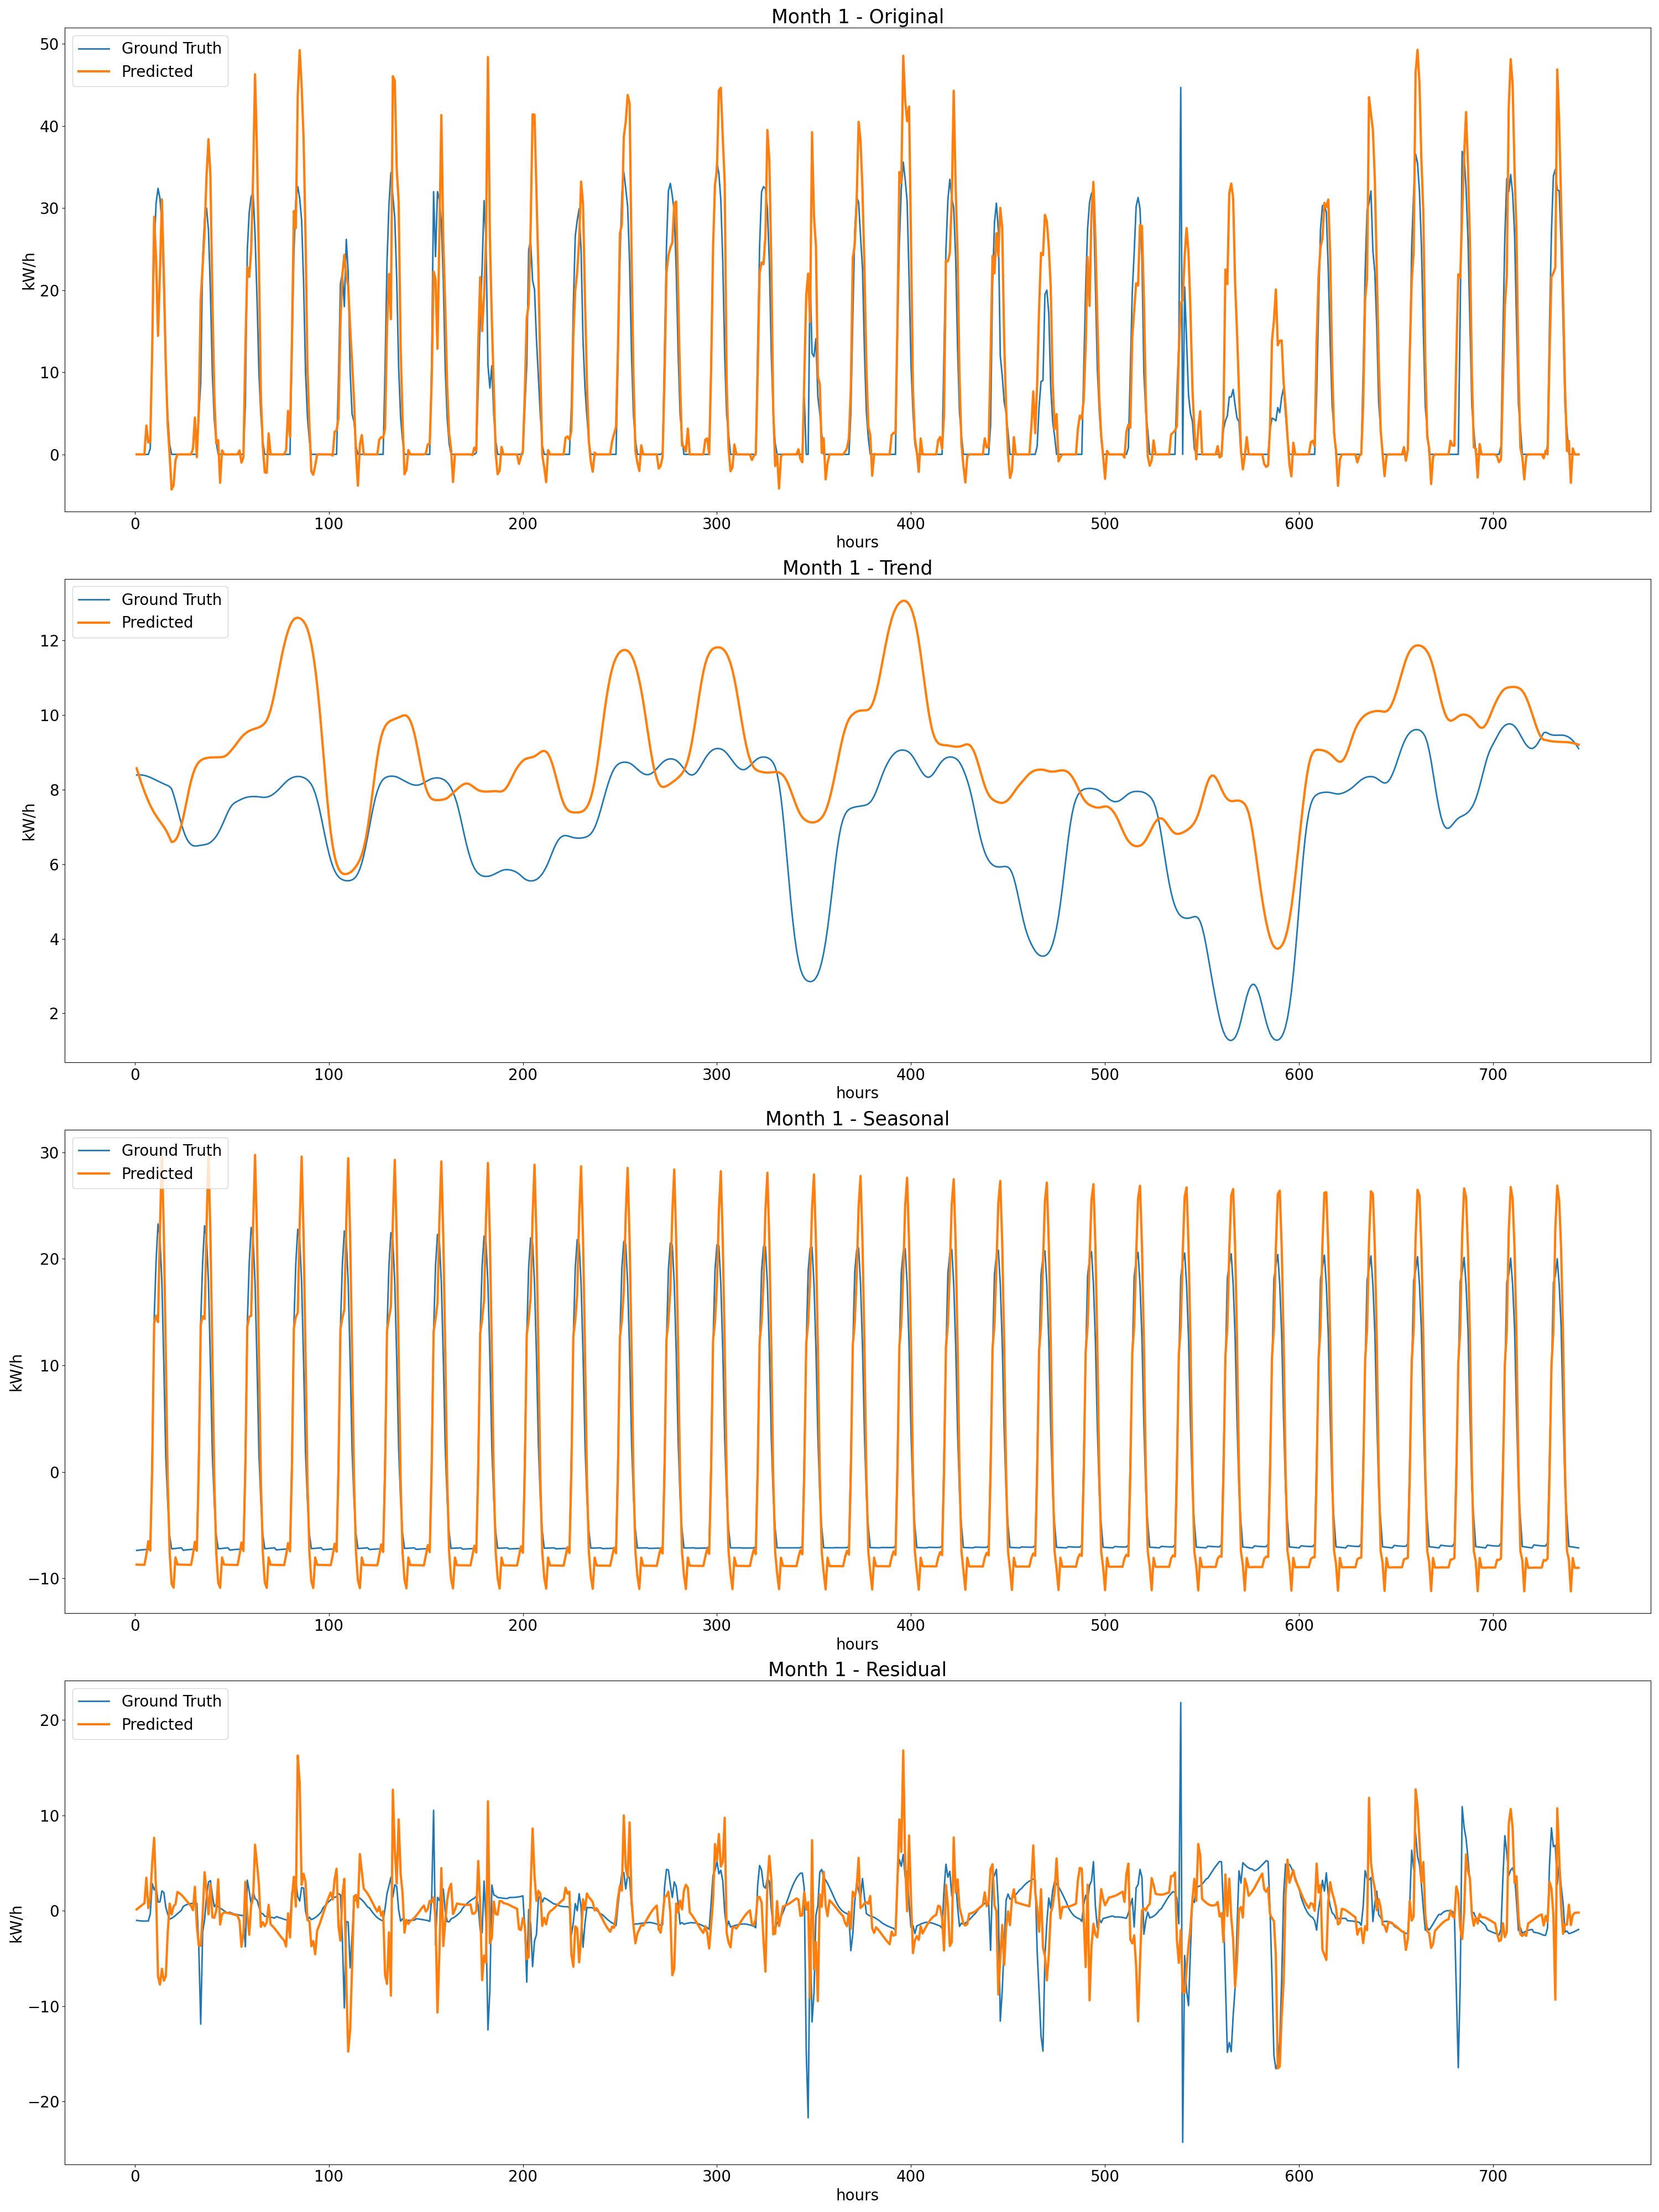 Month 1 - Original
Ground Truth
Predicted
kW/h
50
40
30
20
10
0
0 100 200 300 400 500 600 700
hours
Month 1 - Trend
Ground Truth
Predicted
kW/h
12
10
8
6
4
2
0 100 200 300 400 500 600 700
hours
Month 1 - Seasonal
Ground Truth
Predicted
kW/h
30
20
10
0
−10
0 100 200 300 400 500 600 700
hours
Month 1 - Residual
Ground Truth
Predicted
kW/h
20
10
0
−10
−20
0 100 200 300 400 500 600 700
hours